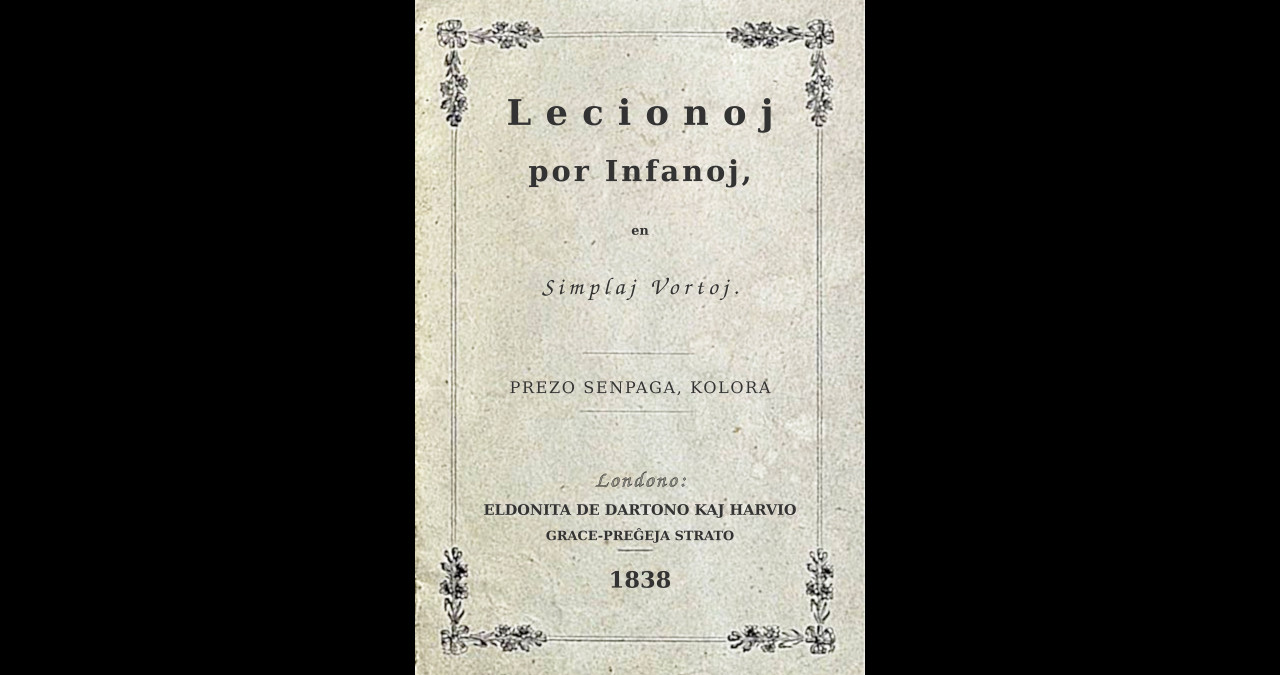 Lecionoj
por Infanoj,
en
Simplaj Vortoj.
PREZO SENPAGA, KOLORA
Londono:
ELDONITA DE DARTONO KAJ HARVIO
GRACE-PREĜEJA STRATO
1838